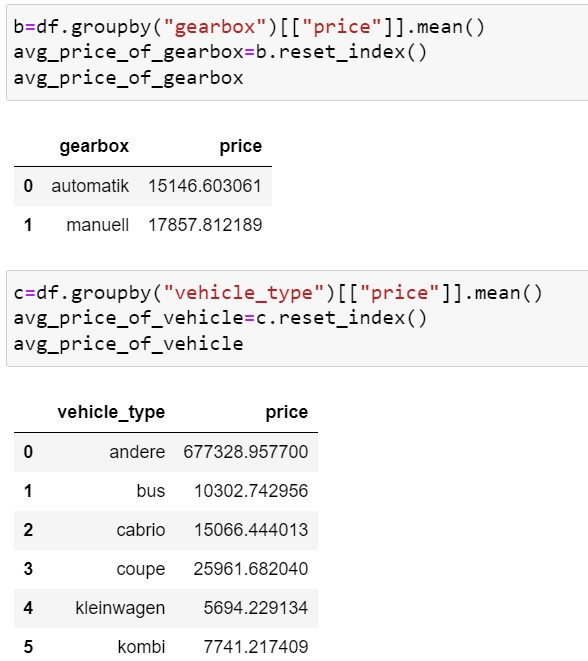 b=df.groupby("gearbox")[["price"]].mean()
avg_price_of_gearbox=b.reset_index()
avg_price_of_gearbox
gearbox price
0 automatik 15146.603061
1 manuell 17857.812189
c=df.groupby("vehicle_type")[["price"]].mean()
avg_price_of_vehicle=c.reset_index()
avg_price_of_vehicle
vehicle_type price
0 andere 677328.957700
1 bus 10302.742956
2 cabrio 15066.444013
3 coupe 25961.682040
4 kleinwagen 5694.229134
5 kombi 7741.217409